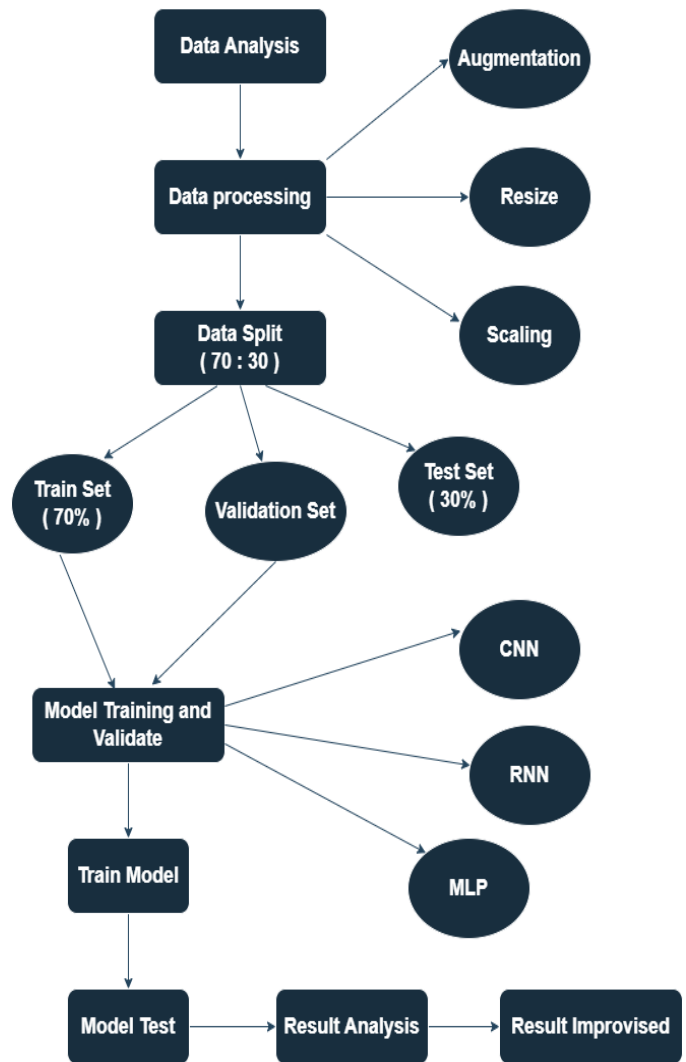 Data Analysis
Augmentation
Data processing
Resize
Data Split
( 70 : 30 )
Scaling
Train Set
( 70% )
Validation Set
Test Set
( 30% )
CNN
Model Training and
Validate
RNN
Train Model
MLP
Model Test
Result Analysis
Result Improvised